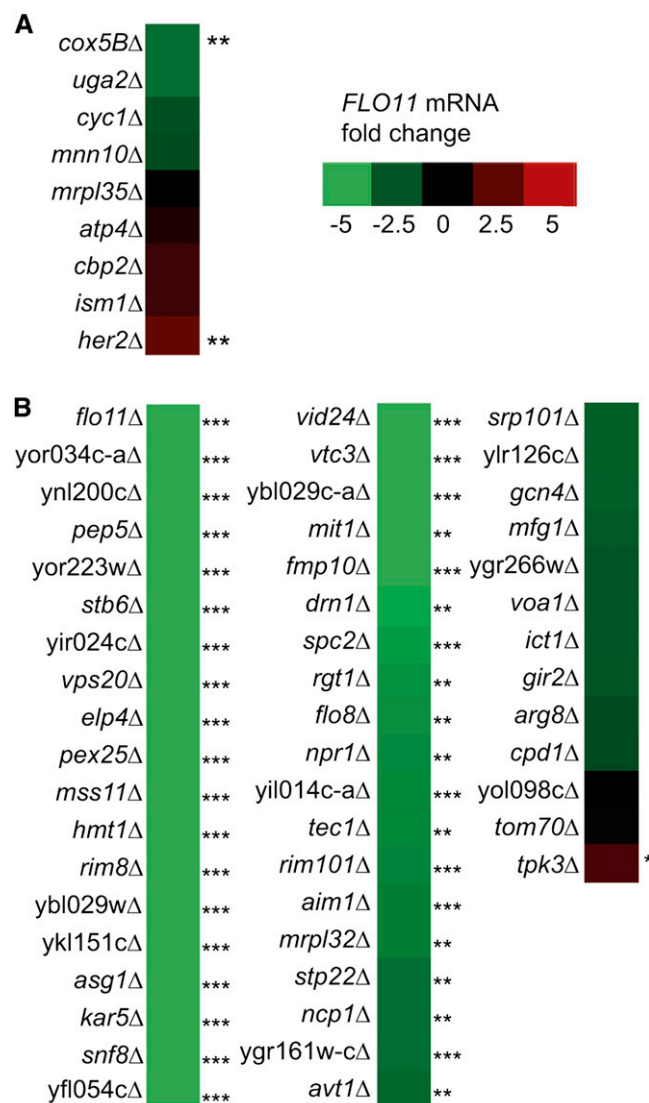 A
cox5BΔ **
uga2Δ
cyc1Δ
mnn10Δ
mrpl35Δ
atp4Δ
cbp2Δ
ism1Δ
her2Δ **
FLO11 mRNA
fold change
-5 -2.5 0 2.5 5
B
flo11Δ ***
yor034c-aΔ ***
ynl200cΔ ***
pep5Δ ***
yor223wΔ ***
stb6Δ ***
yir024cΔ ***
vps20Δ ***
elp4Δ ***
pex25Δ ***
mss11Δ ***
hmt1Δ ***
rim8Δ ***
ybl029wΔ ***
ykl151cΔ ***
asg1Δ ***
kar5Δ ***
snf8Δ ***
yfl054cΔ ***
vid24Δ ***
vtc3Δ ***
ybl029c-aΔ ***
mit1Δ **
fmp10Δ ***
drn1Δ **
spc2Δ ***
rgt1Δ **
flo8Δ **
npr1Δ **
yil014c-aΔ ***
tec1Δ **
rim101Δ ***
aim1Δ ***
mrpl32Δ **
stp22Δ **
ncp1Δ **
ygr161w-cΔ ***
avt1Δ **
srp101Δ
ylr126cΔ
gcn4Δ
mfg1Δ
ygr266wΔ
voa1Δ
ict1Δ
gir2Δ
arg8Δ
cpd1Δ
yol098cΔ
tom70Δ
tpk3Δ *